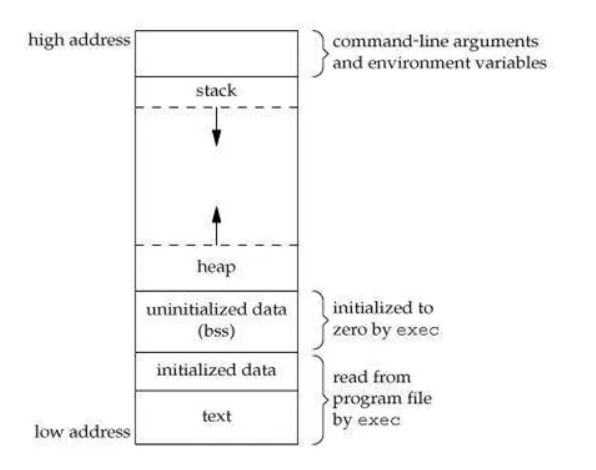 high address
command-line arguments
and environment variables
stack
heap
uninitialized data
(bss)
initialized to
zero by exec
initialized data
read from
program file
by exec
text
low address